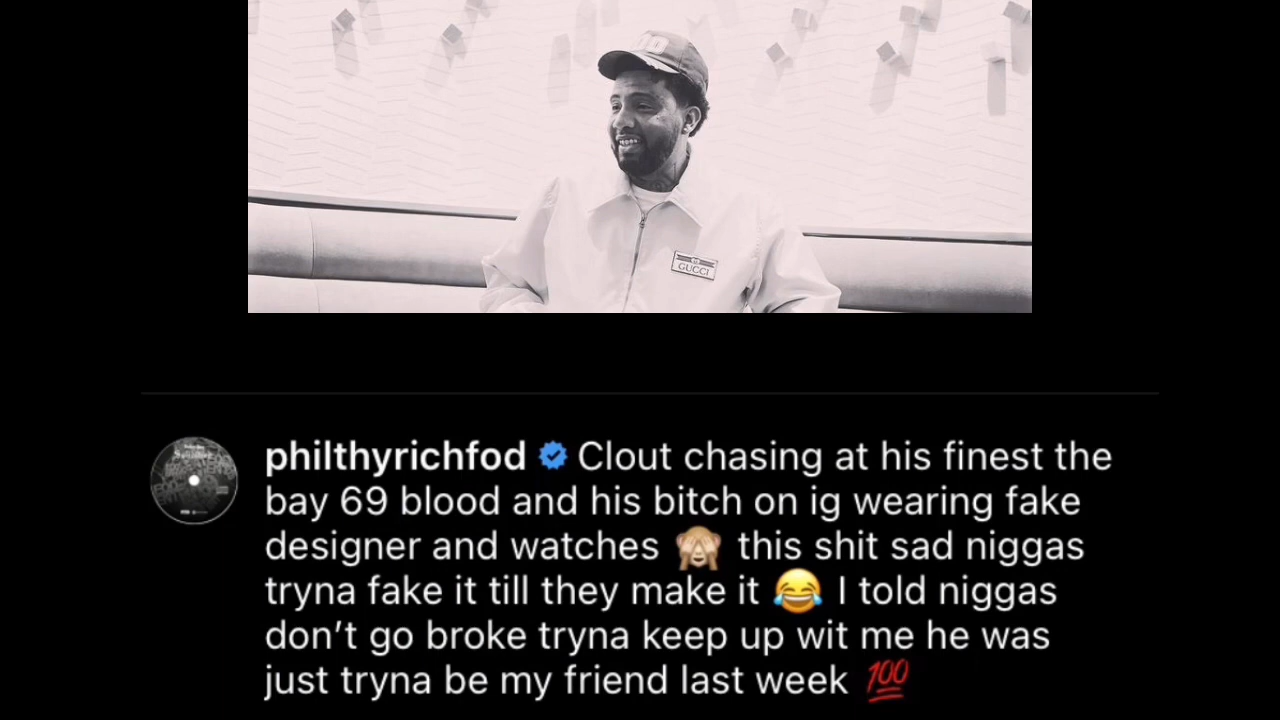 GUCCI
philthyrichfod Clout chasing at his finest the
bay 69 blood and his bitch on ig wearing fake
designer and watches 🙈 this shit sad niggas
tryna fake it till they make it 😂 I told niggas
don’t go broke tryna keep up wit me he was
just tryna be my friend last week 💯